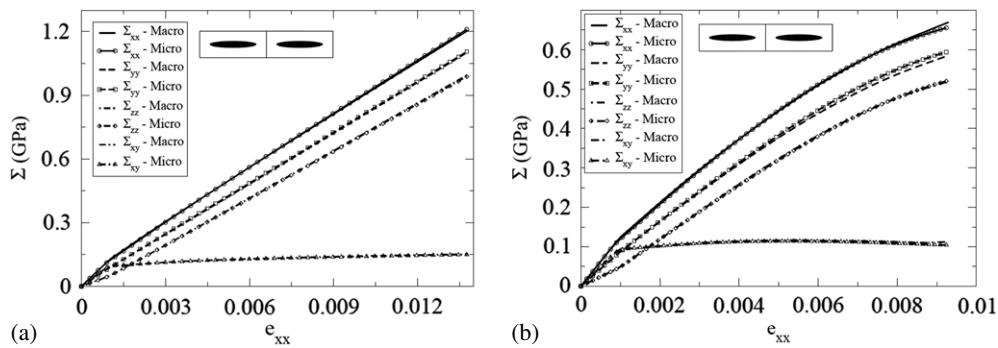 1.2
0.9
0.6
0.3
0
Σ (GPa)
Σxx - Macro
Σxx - Micro
Σyy - Macro
Σyy - Micro
Σzz - Macro
Σzz - Micro
Σxy - Macro
Σxy - Micro
0 0.003 0.006 0.009 0.012
exx
(a)
0.6
0.5
0.4
0.3
0.2
0.1
0
Σ (GPa)
Σxx - Macro
Σxx - Micro
Σyy - Macro
Σyy - Micro
Σzz - Macro
Σzz - Micro
Σxy - Macro
Σxy - Micro
0 0.002 0.004 0.006 0.008 0.01
exx
(b)